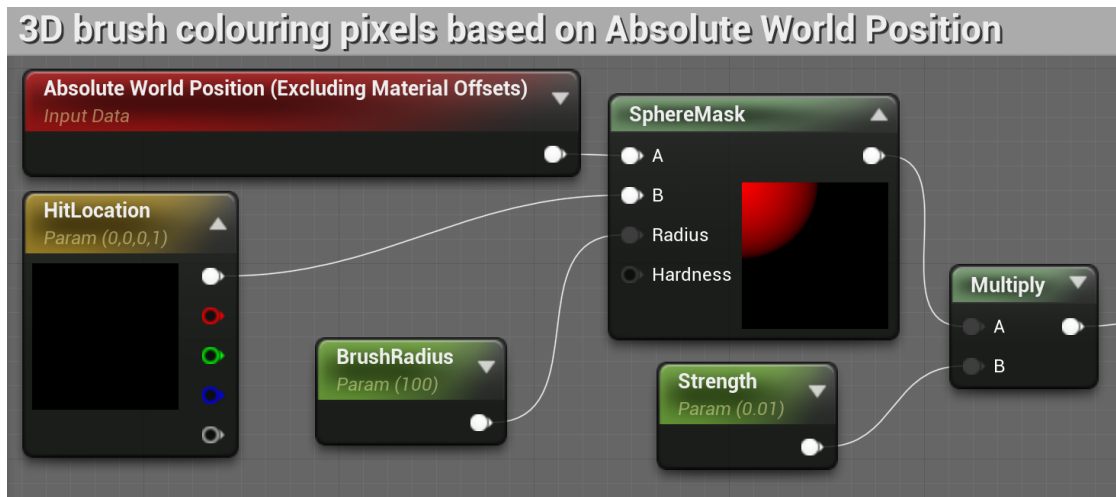 3D brush colouring pixels based on Absolute World Position
Absolute World Position (Excluding Material Offsets)
Input Data
HitLocation
Param (0,0,0,1)
BrushRadius
Param (100)
SphereMask
A
B
Radius
Hardness
Strength
Param (0.01)
Multiply
A
B